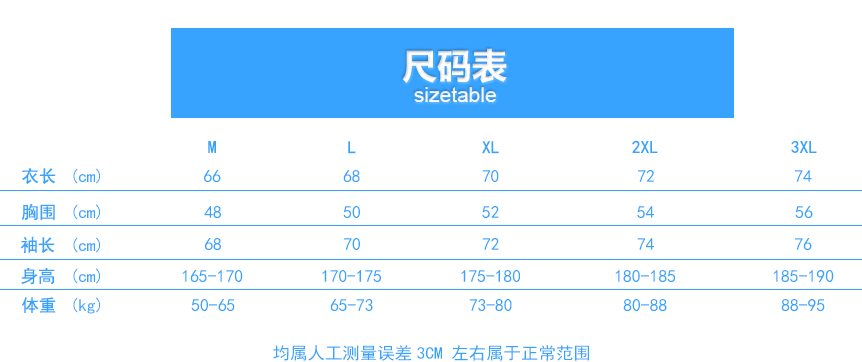 尺码表
sizetable
M L XL 2XL 3XL
衣长 (cm) 66 68 70 72 74
胸围 (cm) 48 50 52 54 56
袖长 (cm) 68 70 72 74 76
身高 (cm) 165-170 170-175 175-180 180-185 185-190
体重 (kg) 50-65 65-73 73-80 80-88 88-95
均属人工测量误差3CM 左右属于正常范围